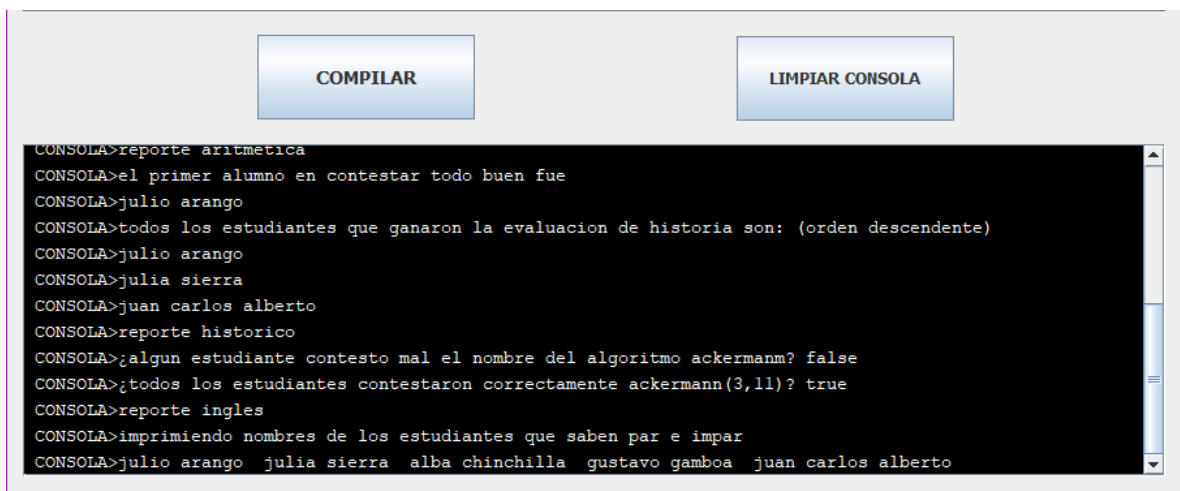 COMPILAR
LIMPIAR CONSOLA
CONSOLA>reporte aritmetica
CONSOLA>el primer alumno en contestar todo buen fue
CONSOLA>julio arango
CONSOLA>todos los estudiantes que ganaron la evaluacion de historia son: (orden descendente)
CONSOLA>julio arango
CONSOLA>julia sierra
CONSOLA>juan carlos alberto
CONSOLA>reporte historico
CONSOLA>¿algun estudiante contesto mal el nombre del algoritmo ackermanm? false
CONSOLA>¿todos los estudiantes contestaron correctamente ackermann(3,11)? true
CONSOLA>reporte ingles
CONSOLA>imprimiendo nombres de los estudiantes que saben par e impar
CONSOLA>julio arango  julia sierra  alba chinchilla  gustavo gamboa  juan carlos alberto